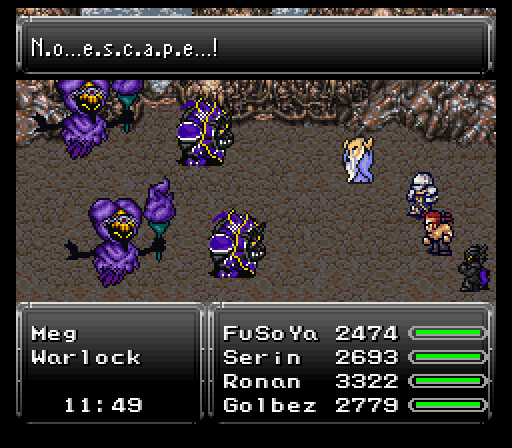 N.o...e.s.c.a.p.e...!
Meg
Warlock
11:49
FuSoYa 2474
Serin 2693
Ronan 3322
Golbez 2779